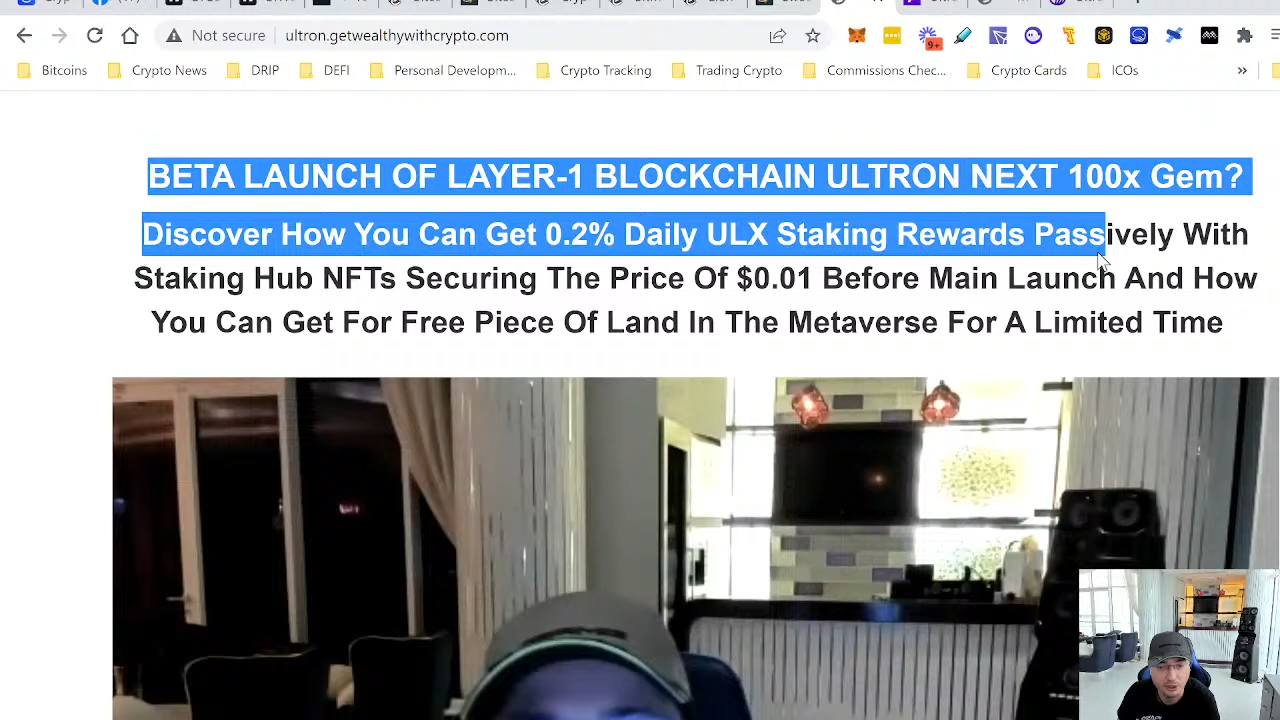 Not secure
ultron.getwealthywithcrypto.com
9+
Bitcoins
Crypto News
DRIP
DEFI
Personal Developm...
Crypto Tracking
Trading Crypto
Commissions Chec...
Crypto Cards
ICOs
BETA LAUNCH OF LAYER-1 BLOCKCHAIN ULTRON NEXT 100x Gem?
Discover How You Can Get 0.2% Daily ULX Staking Rewards Passively With
Staking Hub NFTs Securing The Price Of $0.01 Before Main Launch And How
You Can Get For Free Piece Of Land In The Metaverse For A Limited Time